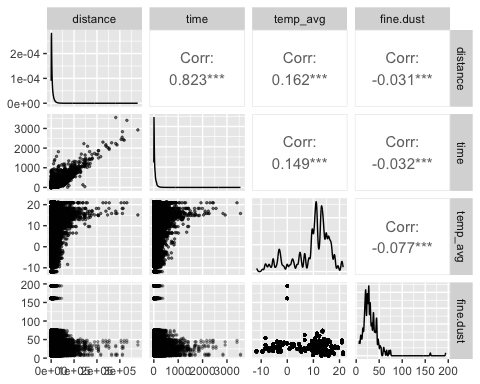 distance time temp_avg fine.dust
2e-04
1e-04
0e+00
Corr:
0.823***
Corr:
0.162***
Corr:
-0.031***
distance
3000
2000
1000
0
Corr:
0.149***
Corr:
-0.032***
time
20
10
0
-10
Corr:
-0.077***
temp_avg
200
150
100
50
0
fine.dust
0 1000 2000 3000
-10 0 10 20
0 50 100 150 200